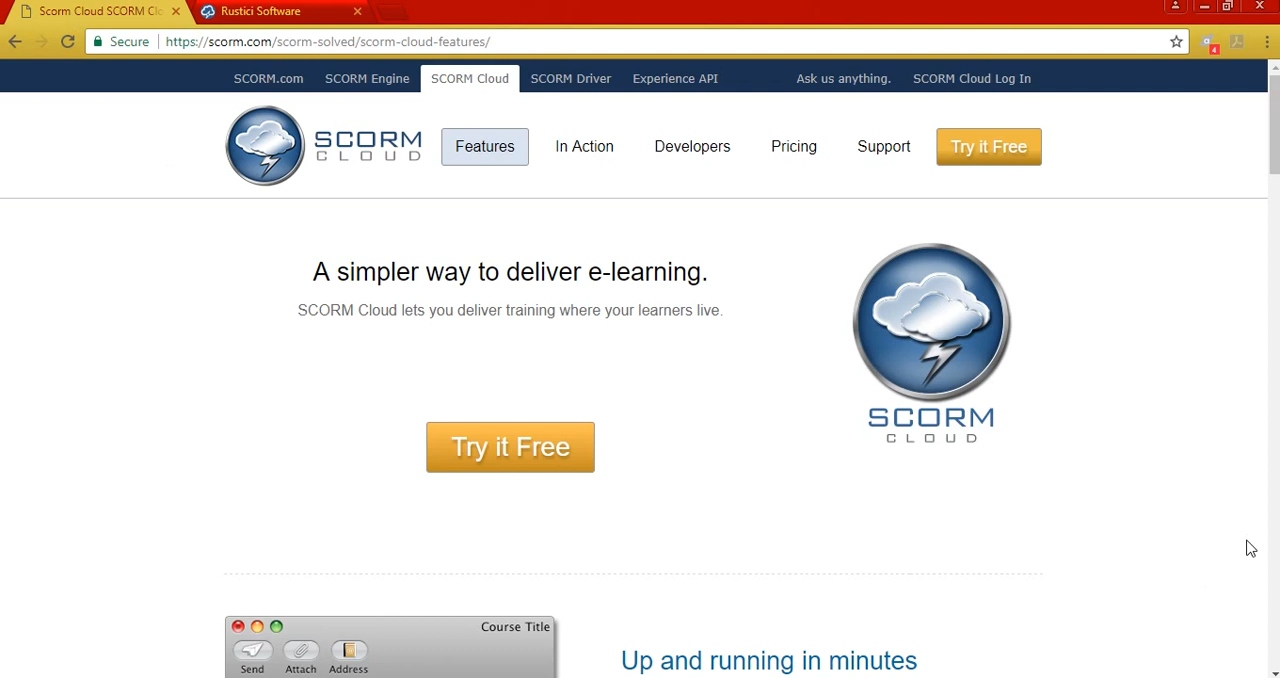 Scorm Cloud SCORM Clo
Rustici Software
Secure
https://scorm.com/scorm-solved/scorm-cloud-features/
4
SCORM.com
SCORM Engine
SCORM Cloud
SCORM Driver
Experience API
Ask us anything.
SCORM Cloud Log In
SCORM
CLOUD
Features
In Action
Developers
Pricing
Support
Try it Free
A simpler way to deliver e-learning.
SCORM Cloud lets you deliver training where your learners live.
Try it Free
SCORM
CLOUD
Course Title
Send
Attach
Address
Up and running in minutes